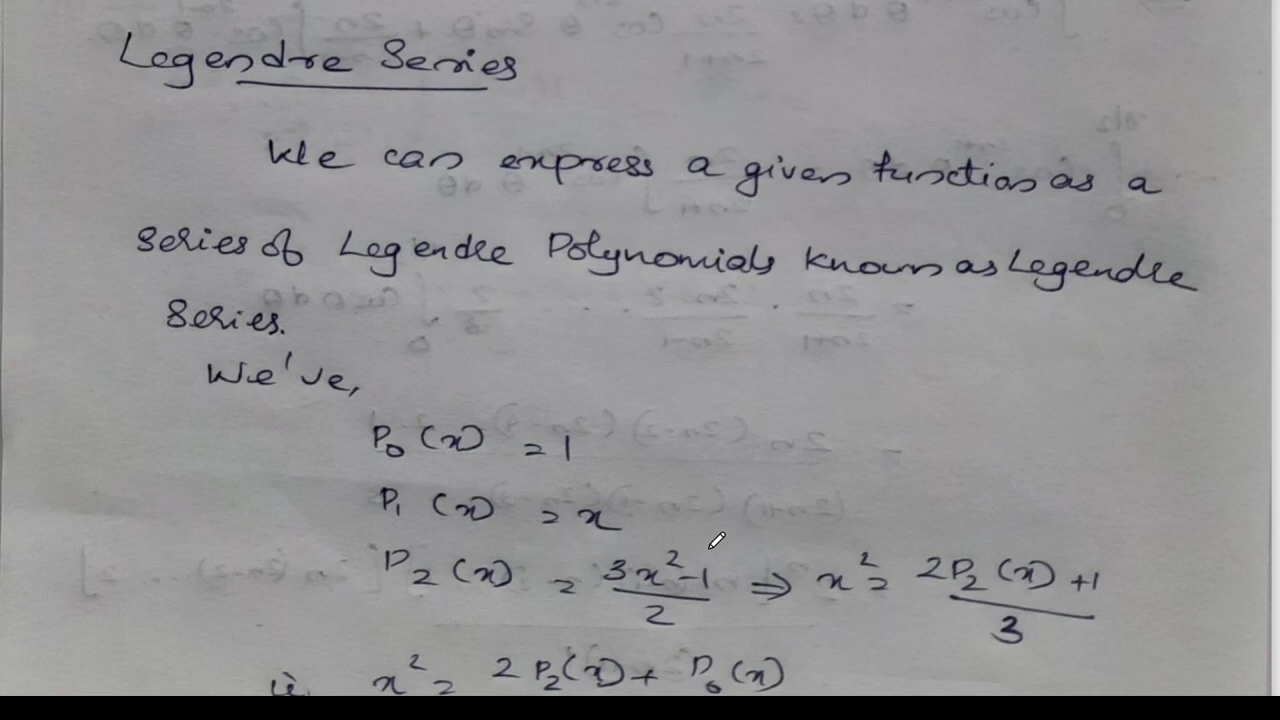 Legendre Series
We can express a given function as a
series of Legendre Polynomials known as Legendre
Series.
We've,
P₀(x) = 1
P₁(x) = x
P₂(x) = (3x²-1)/2 ⇒ x² = (2P₂(x)+1)/3
ie x² = 2P₂(x) + P₀(x)